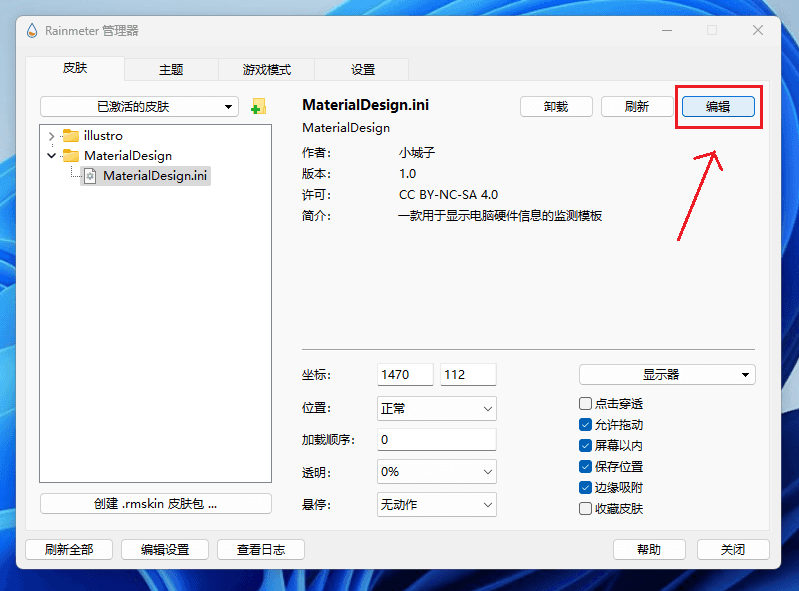 Rainmeter 管理器
皮肤
主题
游戏模式
设置
已激活的皮肤
illustro
MaterialDesign
MaterialDesign.ini
创建 .rmskin 皮肤包 ...
MaterialDesign.ini
卸载
刷新
编辑
MaterialDesign
作者： 小城子
版本： 1.0
许可： CC BY-NC-SA 4.0
简介： 一款用于显示电脑硬件信息的监测模板
坐标： 1470 112
位置： 正常
加载顺序： 0
透明： 0%
悬停： 无动作
显示器
点击穿透
允许拖动
屏幕以内
保存位置
边缘吸附
收藏皮肤
刷新全部
编辑设置
查看日志
帮助
关闭